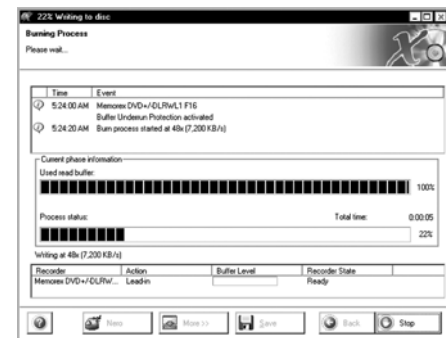 22% Writing to disc
Burning Process
Please wait...
Time Event
5:24:00 AM Memorex DVD+/-DLRWL1 F16
Buffer Underrun Protection activated
5:24:20 AM Burn process started at 48x (7,200 KB/s)
Current phase information
Used read buffer:
100%
Process status: Total time: 0:00:05
22%
Writing at 48x (7,200 KB/s)
Recorder Action Buffer Level Recorder State
Memorex DVD+/-DLRW... Lead-in Ready
Nero More >> Save Back Stop